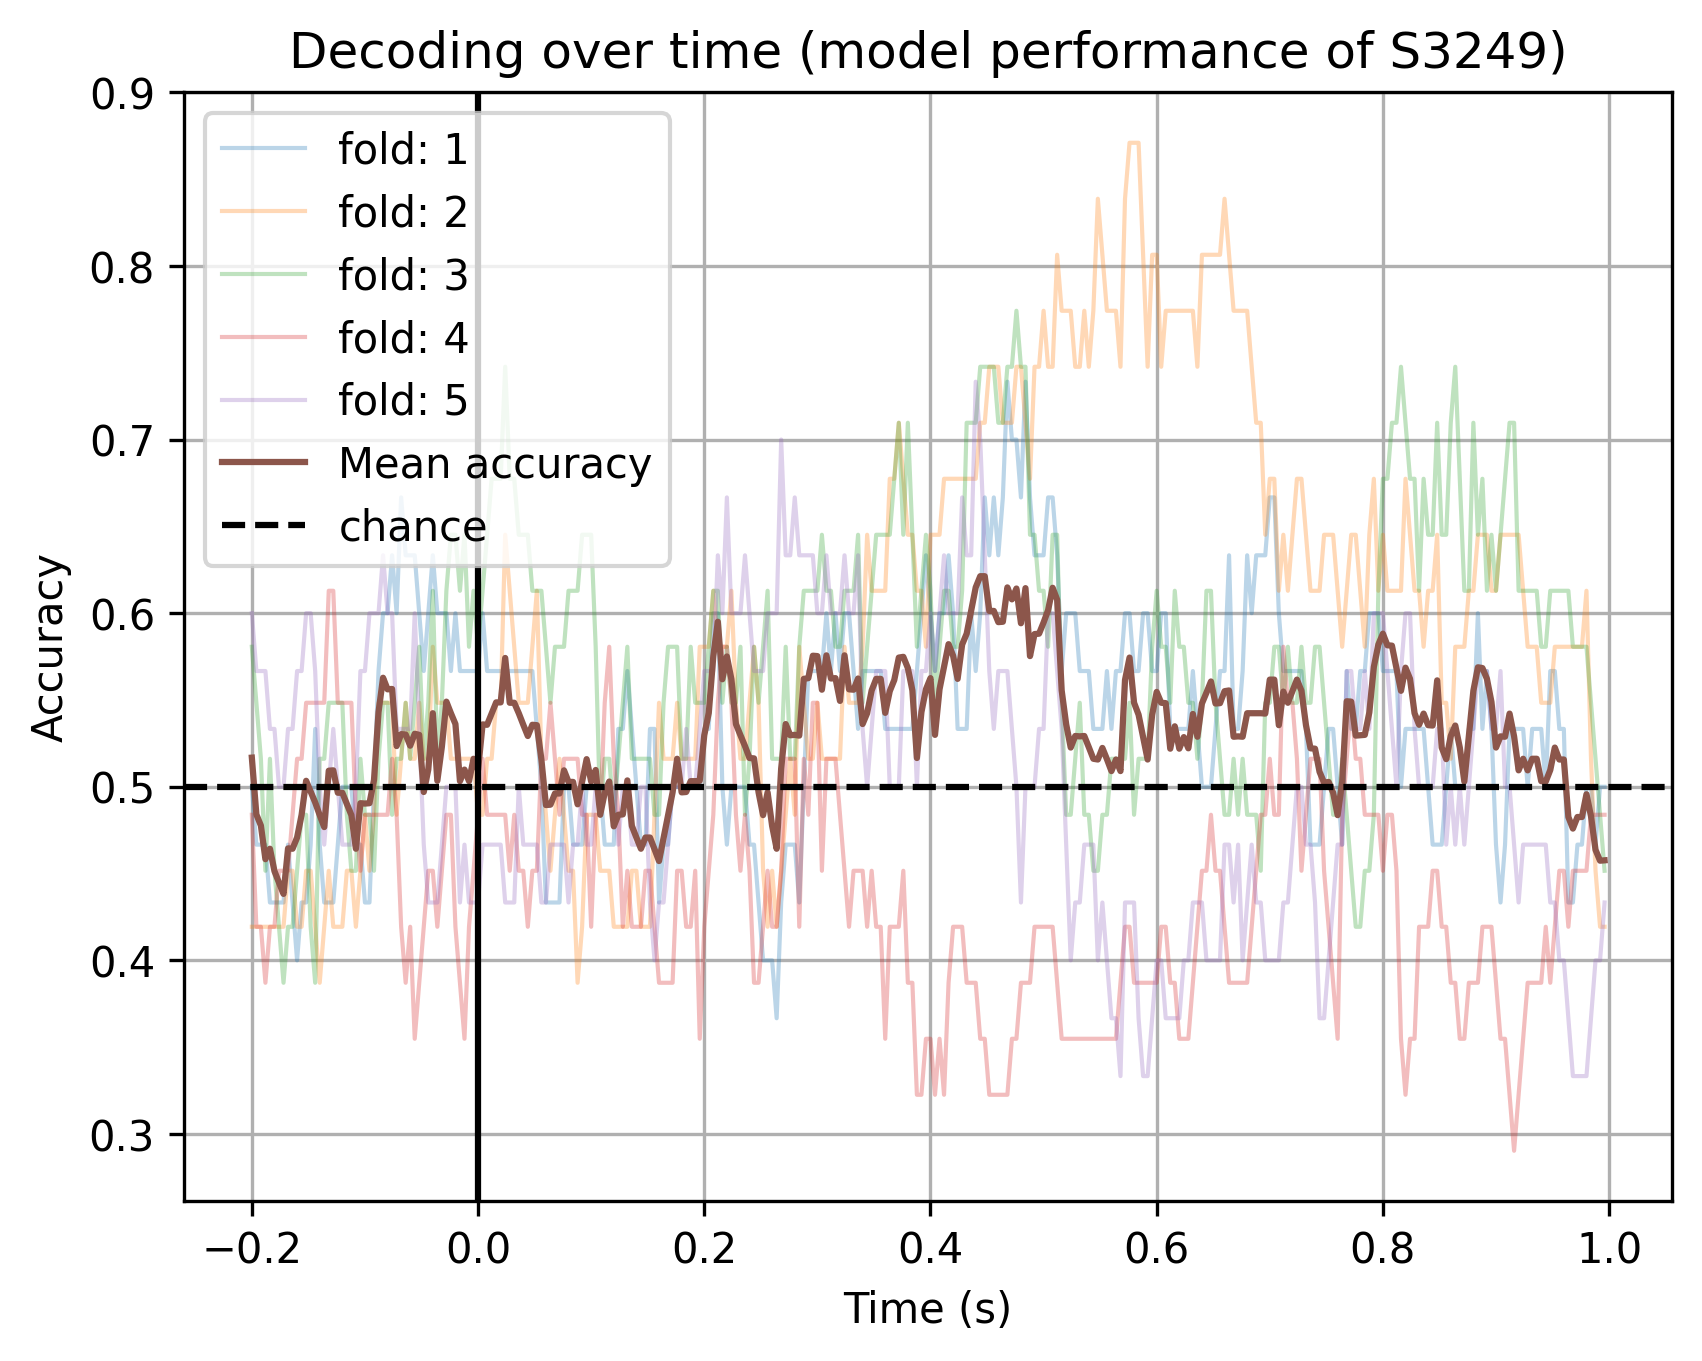 Decoding over time (model performance of S3249)
0.9
0.8
0.7
0.6
0.5
0.4
0.3
Accuracy
fold: 1
fold: 2
fold: 3
fold: 4
fold: 5
Mean accuracy
chance
−0.2 0.0 0.2 0.4 0.6 0.8 1.0
Time (s)